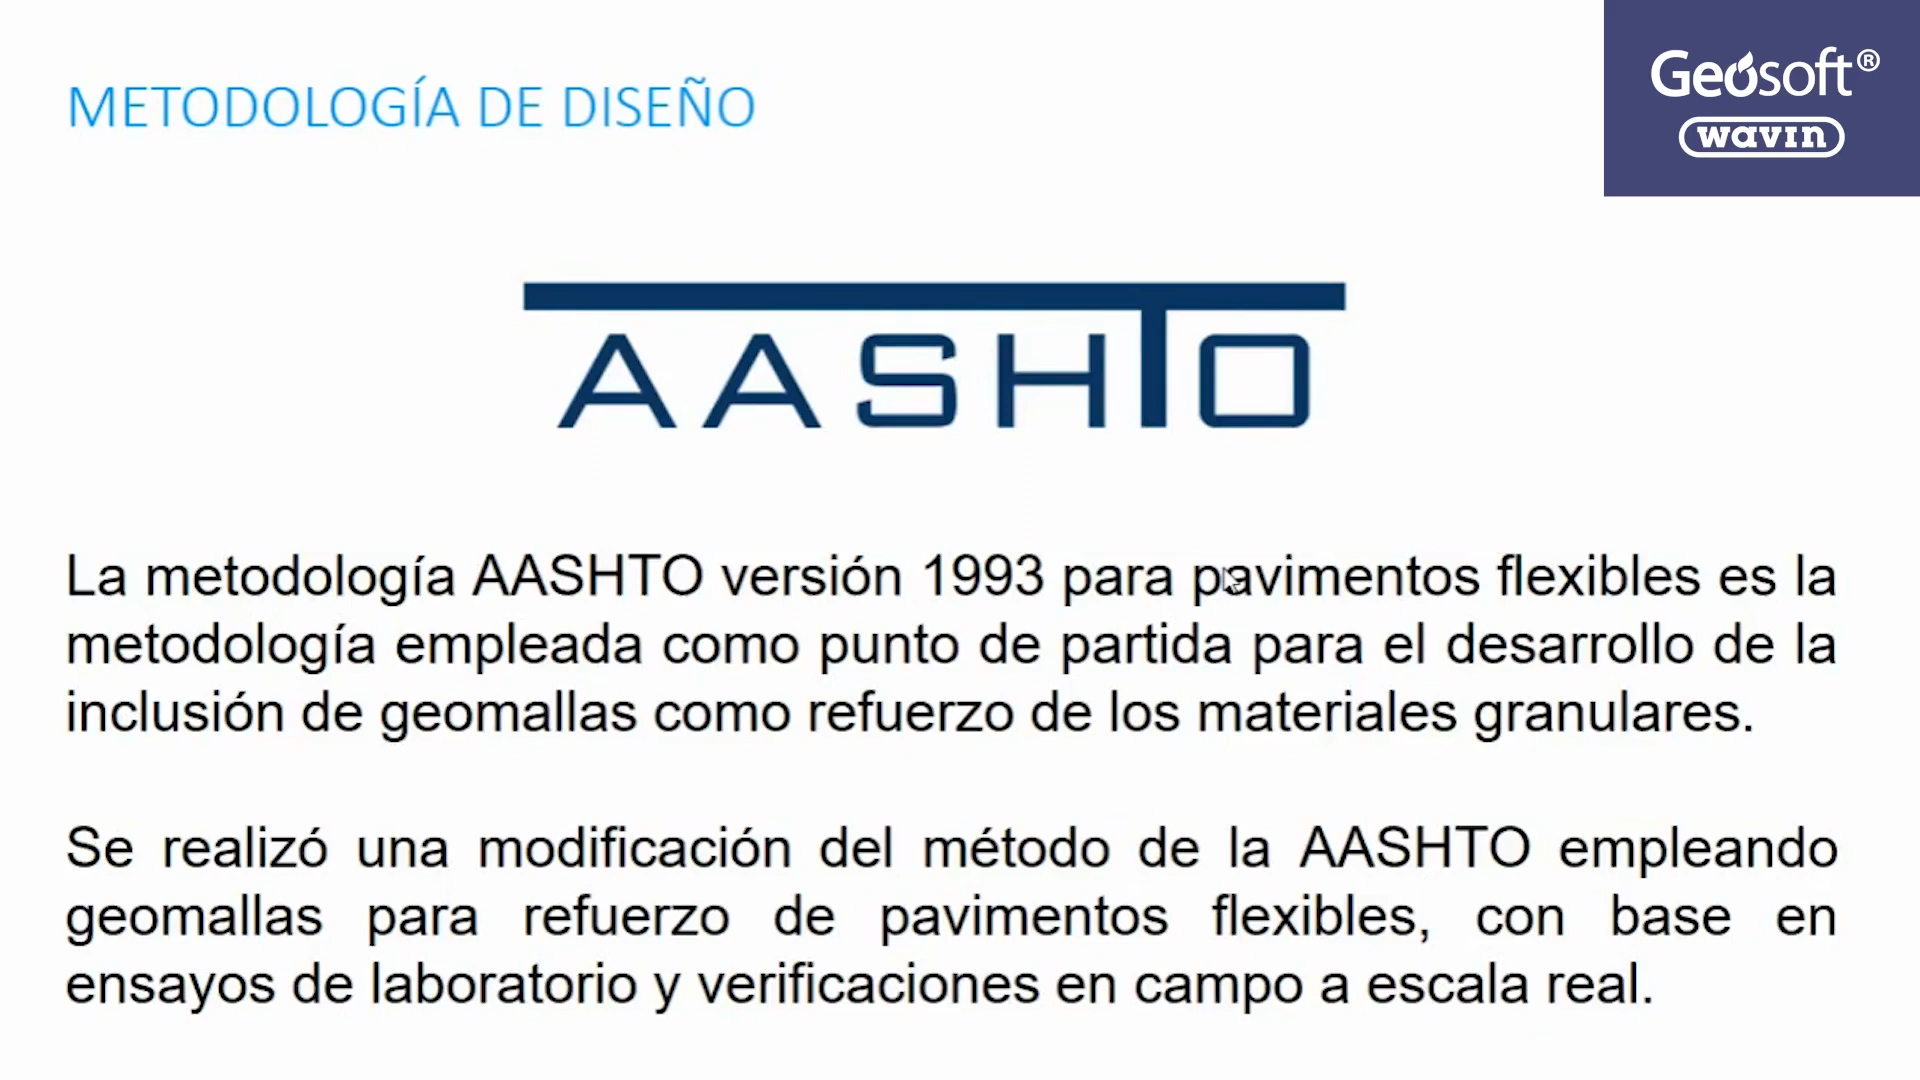 Geosoft®
wavin
METODOLOGÍA DE DISEÑO
AASHTO
La metodología AASHTO versión 1993 para pavimentos flexibles es la
metodología empleada como punto de partida para el desarrollo de la
inclusión de geomallas como refuerzo de los materiales granulares.
Se realizó una modificación del método de la AASHTO empleando
geomallas para refuerzo de pavimentos flexibles, con base en
ensayos de laboratorio y verificaciones en campo a escala real.